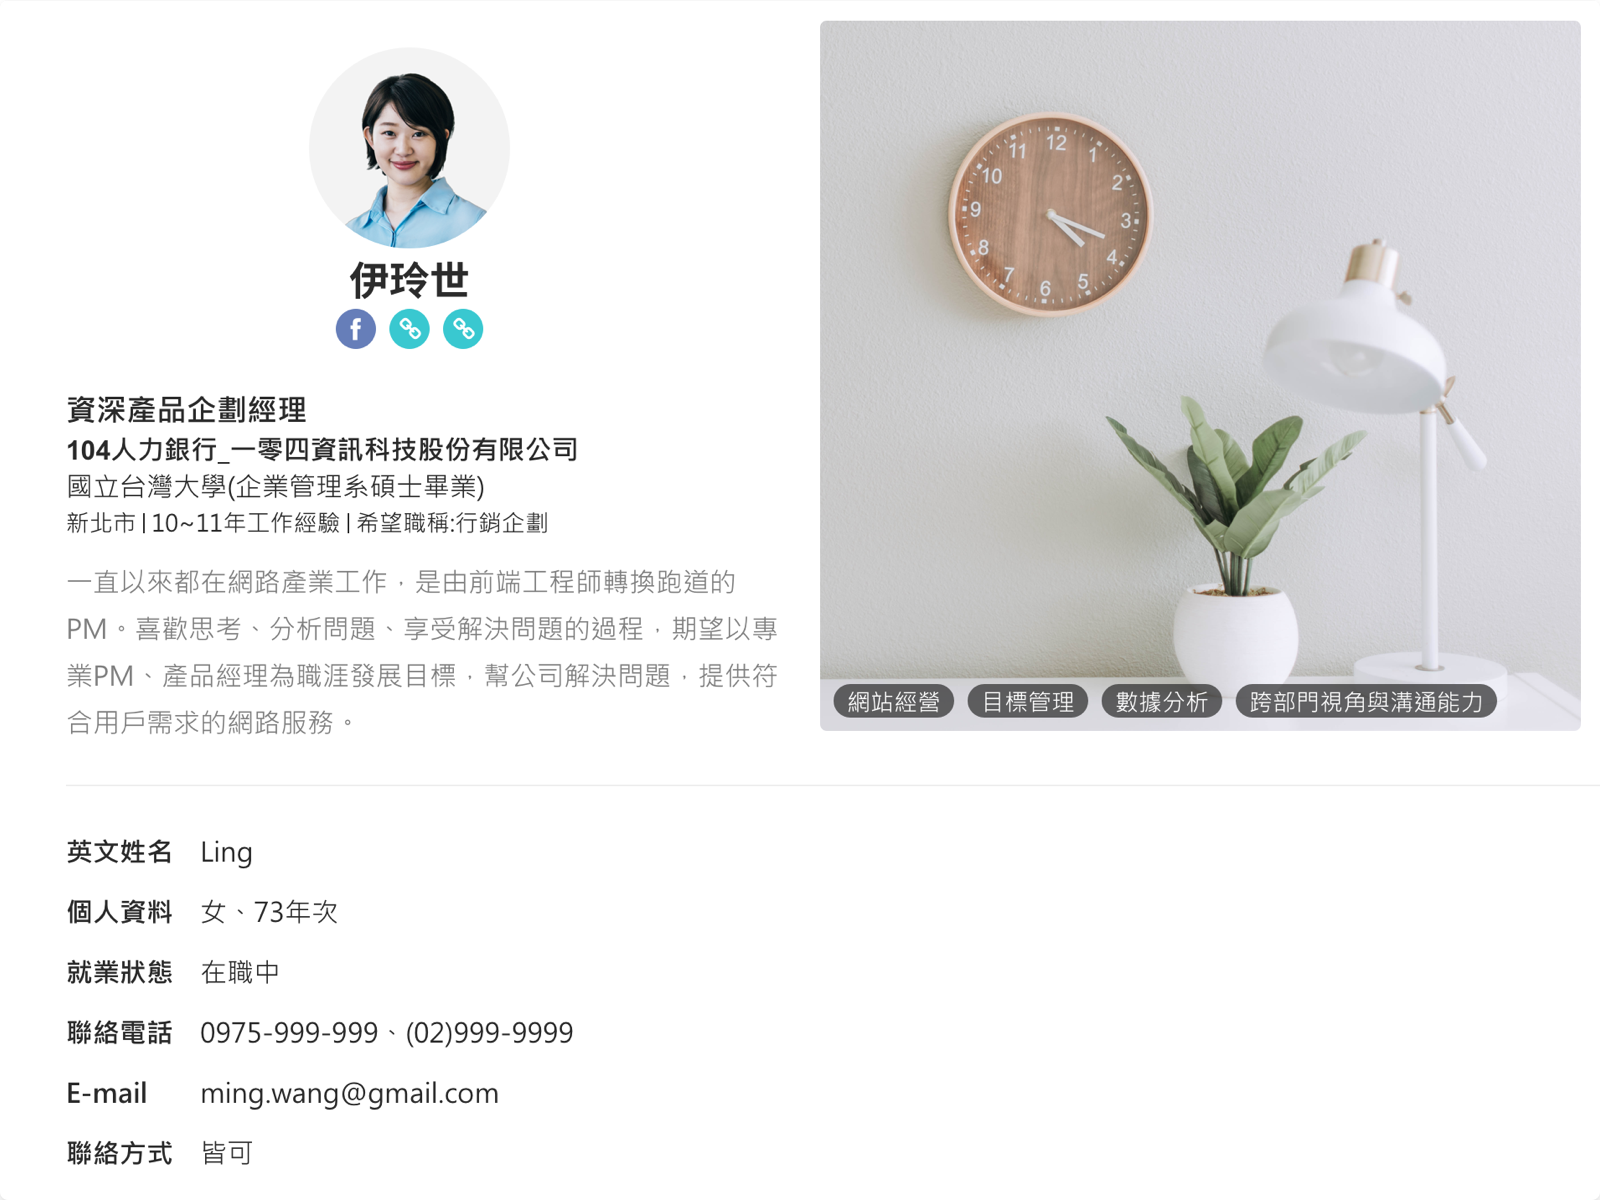 伊玲世
資深產品企劃經理
104人力銀行_一零四資訊科技股份有限公司
國立台灣大學(企業管理系碩士畢業)
新北市 | 10~11年工作經驗 | 希望職稱:行銷企劃
一直以來都在網路產業工作，是由前端工程師轉換跑道的
PM。喜歡思考、分析問題、享受解決問題的過程，期望以專
業PM、產品經理為職涯發展目標，幫公司解決問題，提供符
合用戶需求的網路服務。
12
1
2
3
4
5
6
7
8
9
10
11
網站經營 目標管理 數據分析 跨部門視角與溝通能力
英文姓名 Ling
個人資料 女、73年次
就業狀態 在職中
聯絡電話 0975-999-999、(02)999-9999
E-mail ming.wang@gmail.com
聯絡方式 皆可